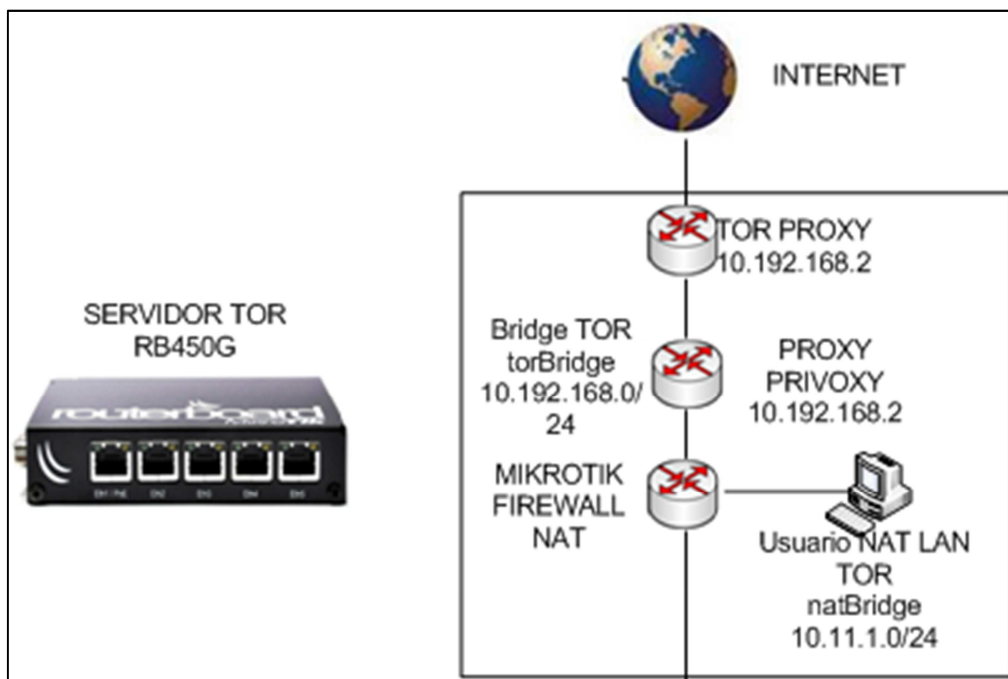 INTERNET
TOR PROXY
10.192.168.2
SERVIDOR TOR
RB450G
Bridge TOR
torBridge
10.192.168.0/
24
PROXY
PRIVOXY
10.192.168.2
routerboard
MIKROTIK
FIREWALL
NAT
Usuario NAT LAN
TOR
natBridge
10.11.1.0/24